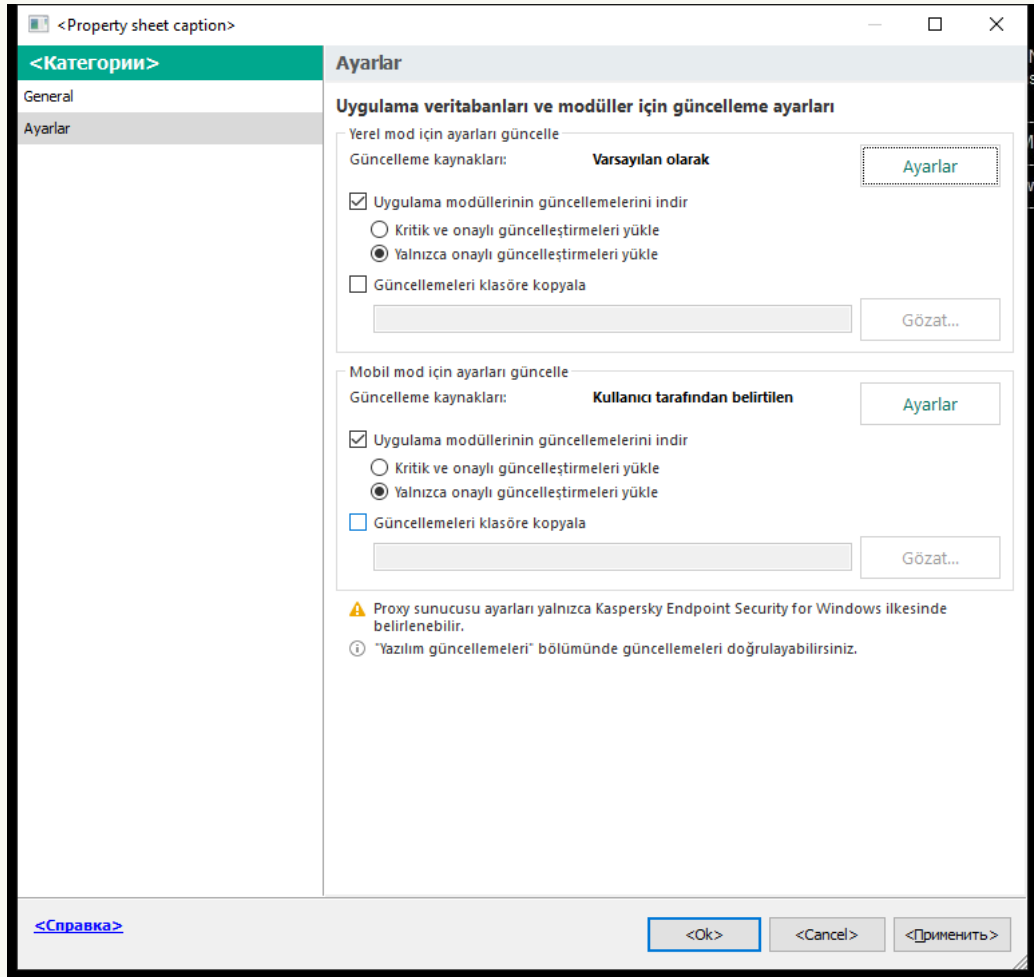 <Property sheet caption>
<Категории>
General
Ayarlar
Ayarlar
Uygulama veritabanları ve modüller için güncelleme ayarları
Yerel mod için ayarları güncelle
Güncelleme kaynakları: Varsayılan olarak Ayarlar
Uygulama modüllerinin güncellemelerini indir
Kritik ve onaylı güncelleştirmeleri yükle
Yalnızca onaylı güncelleştirmeleri yükle
Güncellemeleri klasöre kopyala
Gözat...
Mobil mod için ayarları güncelle
Güncelleme kaynakları: Kullanıcı tarafından belirtilen Ayarlar
Uygulama modüllerinin güncellemelerini indir
Kritik ve onaylı güncelleştirmeleri yükle
Yalnızca onaylı güncelleştirmeleri yükle
Güncellemeleri klasöre kopyala
Gözat...
Proxy sunucusu ayarları yalnızca Kaspersky Endpoint Security for Windows ilkesinde
belirlenebilir.
"Yazılım güncellemeleri" bölümünde güncellemeleri doğrulayabilirsiniz.
<Справка> <Ok> <Cancel> <Применить>